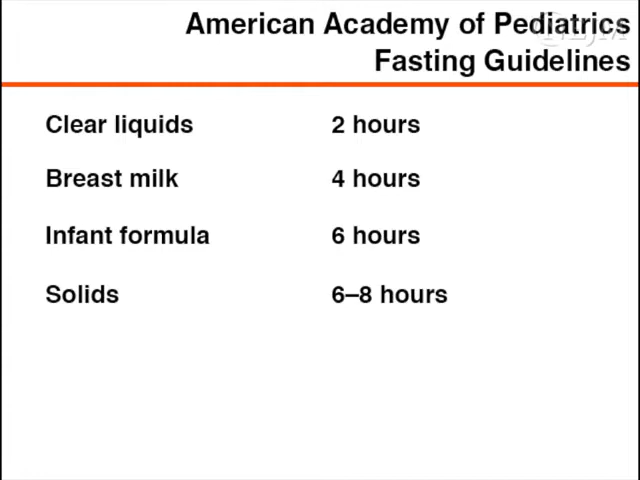 American Academy of Pediatrics
Fasting Guidelines
Clear liquids 2 hours
Breast milk 4 hours
Infant formula 6 hours
Solids 6–8 hours